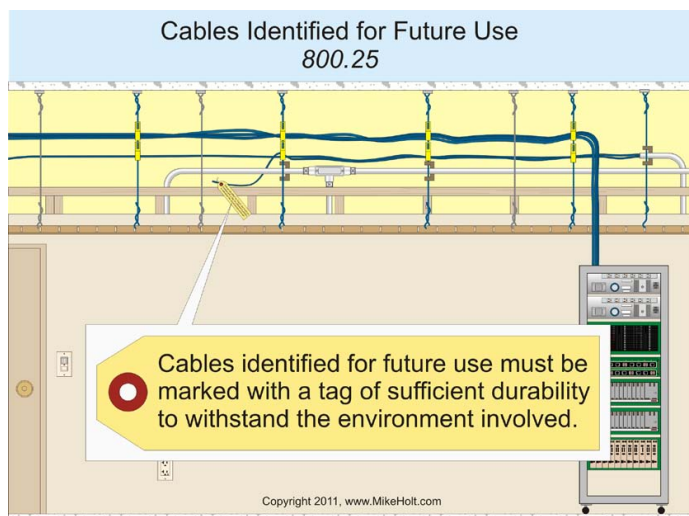 Cables Identified for Future Use
800.25
Cables identified for future use must be
marked with a tag of sufficient durability
to withstand the environment involved.
Copyright 2011, www.MikeHolt.com